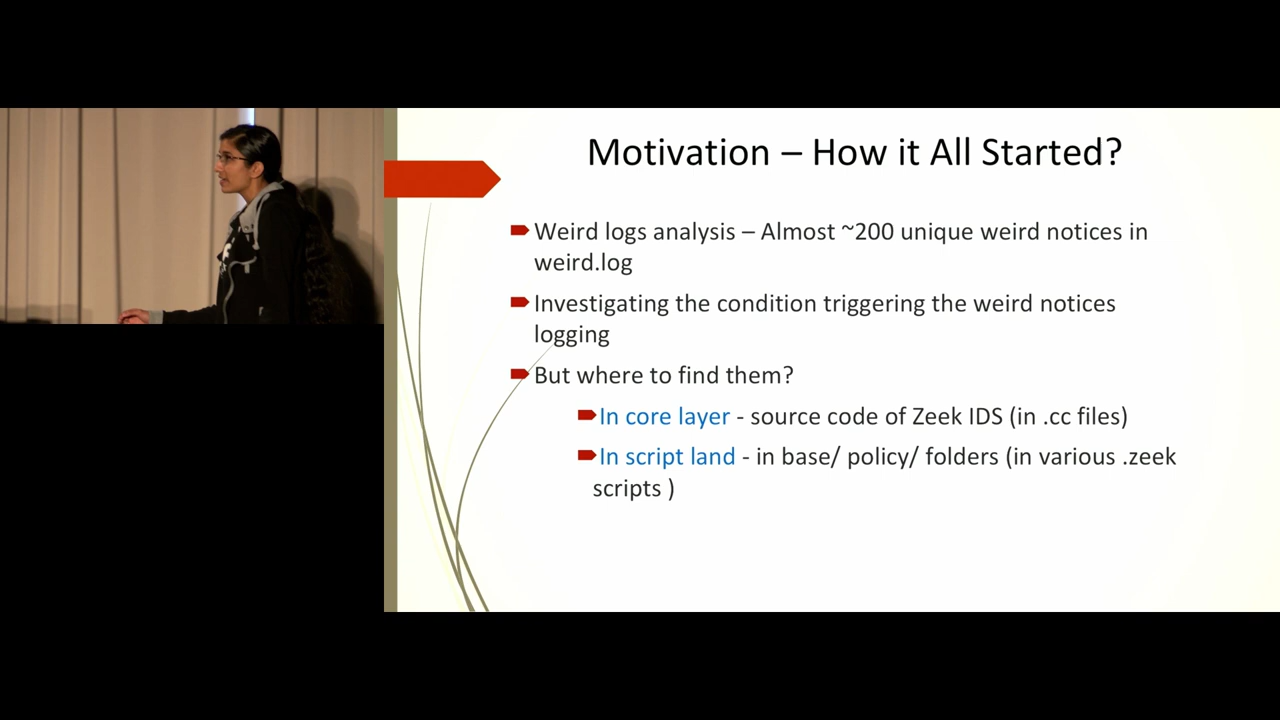 Motivation – How it All Started?
Weird logs analysis – Almost ~200 unique weird notices in
weird.log
Investigating the condition triggering the weird notices
logging
But where to find them?
In core layer - source code of Zeek IDS (in .cc files)
In script land - in base/ policy/ folders (in various .zeek
scripts )